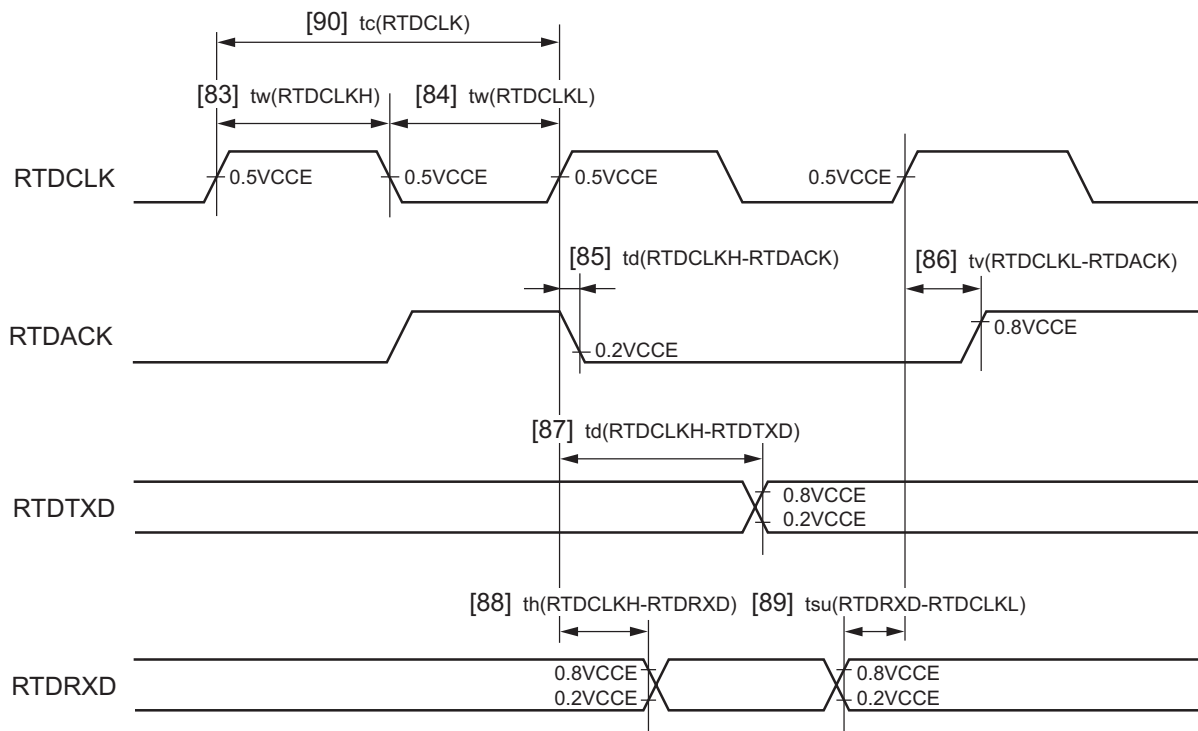 [90] tc(RTDCLK)
[83] tw(RTDCLKH) [84] tw(RTDCLKL)
RTDCLK 0.5VCCE 0.5VCCE 0.5VCCE 0.5VCCE
[85] td(RTDCLKH-RTDACK) [86] tv(RTDCLKL-RTDACK)
RTDACK 0.2VCCE 0.8VCCE
[87] td(RTDCLKH-RTDTXD)
RTDTXD 0.8VCCE
0.2VCCE
[88] th(RTDCLKH-RTDRXD) [89] tsu(RTDRXD-RTDCLKL)
RTDRXD 0.8VCCE 0.8VCCE
0.2VCCE 0.2VCCE